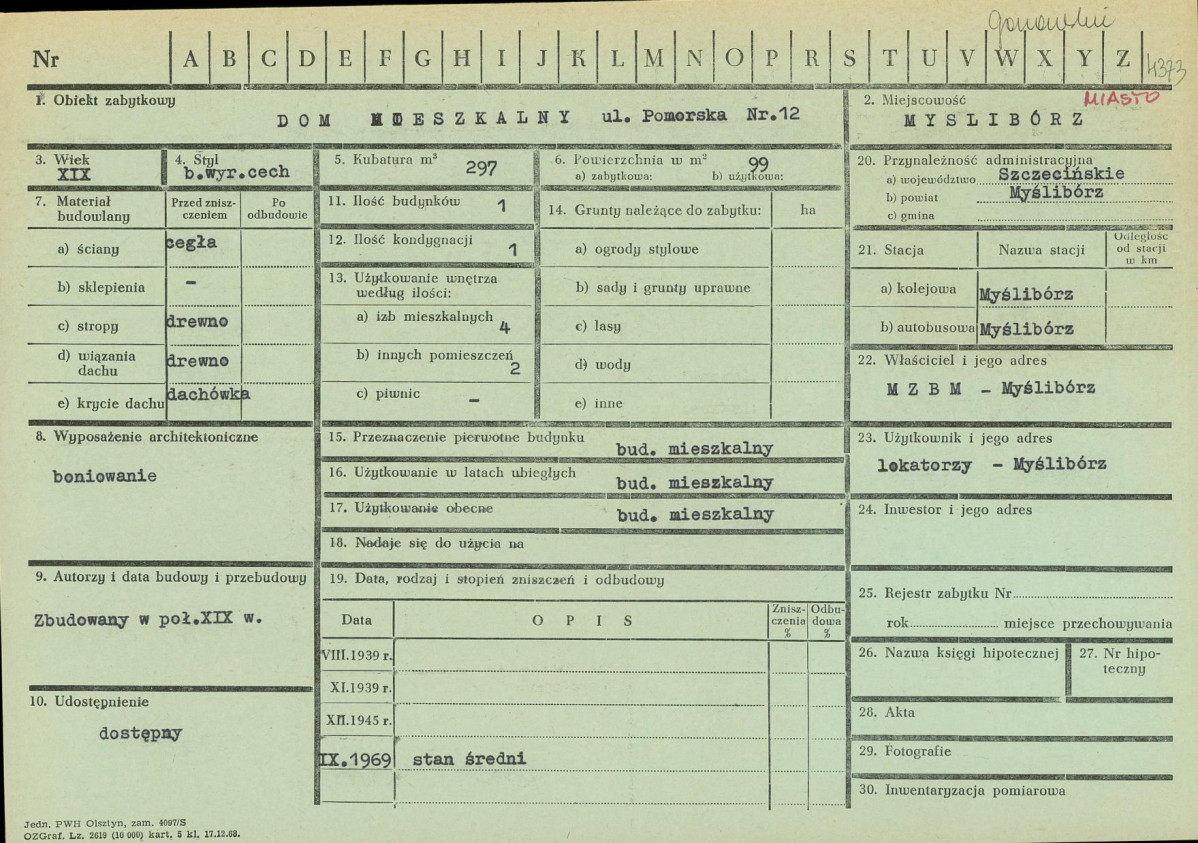 Nr A B C D E F G H I J K L M N O P R S T U V W X Y Z 4373
MIASTO
1. Obiekt zabytkowy
DOM MIESZKALNY ul. Pomorska Nr.12
2. Miejscowość
MYSLIBÓRZ
3. Wiek
XIX
4. Styl
b.wyr.cech
5. Kubatura m³
297
6. Powierzchnia w m²
99
a) zabytkowa: b) użytkowa:
20. Przynależność administracyjna
a) województwo Szczecińskie
b) powiat Myślibórz
c) gmina
7. Materiał budowlany
Przed zniszczeniem
Po odbudowie
a) ściany cegła
b) sklepienia –
c) stropy drewno
d) wiązania dachu drewno
e) krycie dachu dachówka
11. Ilość budynków 1
12. Ilość kondygnacji 1
13. Użytkowanie wnętrza
według ilości:
a) izb mieszkalnych 4
b) innych pomieszczeń 2
c) piwnic –
14. Grunty należące do zabytku: ha
a) ogrody stylowe
b) sady i grunty uprawne
c) lasy
d) wody
e) inne
21. Stacja
Nazwa stacji
Odległość od stacji w km
a) kolejowa Myślibórz
b) autobusowa Myślibórz
22. Właściciel i jego adres
M Z B M – Myślibórz
8. Wyposażenie architektoniczne
boniowanie
15. Przeznaczenie pierwotne budynku
bud. mieszkalny
16. Użytkowanie w latach ubiegłych
bud. mieszkalny
17. Użytkowanie obecne
bud. mieszkalny
18. Nadaje się do użycia na
23. Użytkownik i jego adres
lokatorzy – Myślibórz
24. Inwestor i jego adres
9. Autorzy i data budowy i przebudowy
Zbudowany w poł.XIX w.
19. Data, rodzaj i stopień zniszczeń i odbudowy
Data
OPIS
Zniszczenia %
Odbudowa %
VIII.1939 r.
XI.1939 r.
XII.1945 r.
IX.1969 stan średni
25. Rejestr zabytku Nr
rok miejsce przechowywania
26. Nazwa księgi hipotecznej
27. Nr hipoteczny
28. Akta
29. Fotografie
30. Inwentaryzacja pomiarowa
10. Udostępnienie
dostępny
Jedn. PWH Olsztyn, zam. 4097/S
OZGraf. Lz. 2619 (10 000) kart, 5 kl, 17.12.68.